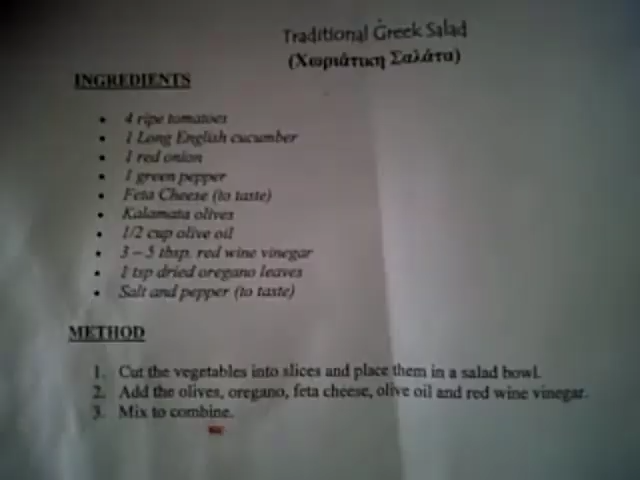 Traditional Greek Salad
(Χωριάτικη Σαλάτα)
INGREDIENTS
• 4 ripe tomatoes
• 1 Long English cucumber
• 1 red onion
• 1 green pepper
• Feta Cheese (to taste)
• Kalamata olives
• 1/2 cup olive oil
• 3 – 5 tbsp. red wine vinegar
• 1 tsp dried oregano leaves
• Salt and pepper (to taste)
METHOD
1. Cut the vegetables into slices and place them in a salad bowl.
2. Add the olives, oregano, feta cheese, olive oil and red wine vinegar.
3. Mix to combine.